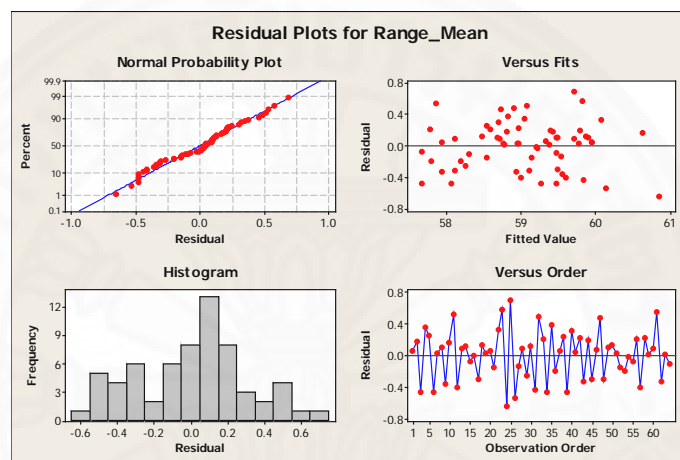 Residual Plots for Range_Mean
Normal Probability Plot
99.9
99
90
50
10
1
0.1
Percent
-1.0 -0.5 0.0 0.5 1.0
Residual
Versus Fits
0.8
0.4
0.0
-0.4
-0.8
Residual
58 59 60 61
Fitted Value
Histogram
12
9
6
3
0
Frequency
-0.6 -0.4 -0.2 0.0 0.2 0.4 0.6
Residual
Versus Order
0.8
0.4
0.0
-0.4
-0.8
Residual
1 5 10 15 20 25 30 35 40 45 50 55 60
Observation Order